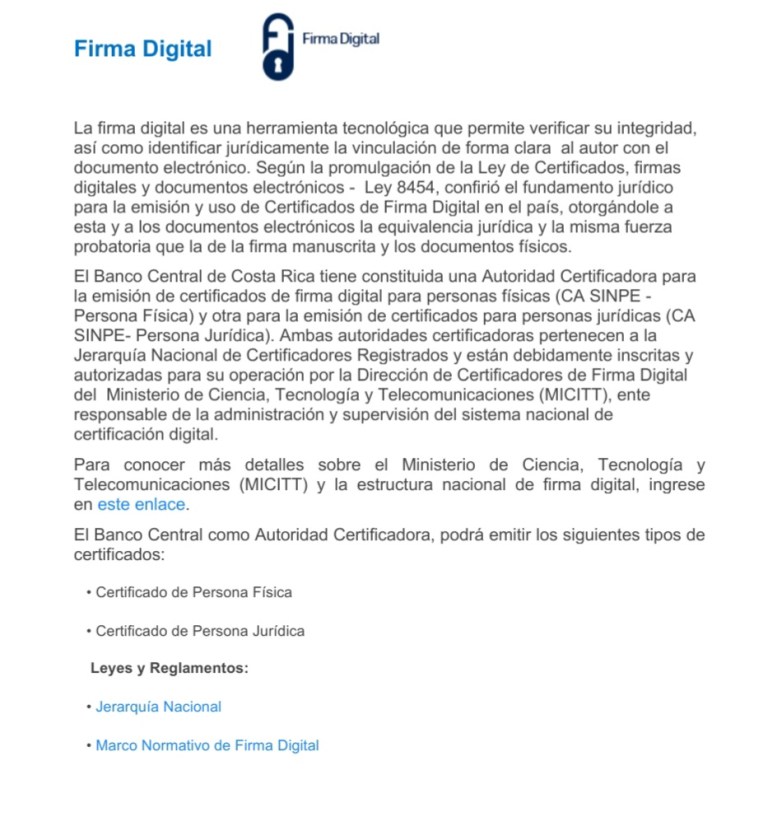 Firma Digital
Firma Digital
La firma digital es una herramienta tecnológica que permite verificar su integridad,
así como identificar jurídicamente la vinculación de forma clara  al autor con el
documento electrónico. Según la promulgación de la Ley de Certificados, firmas
digitales y documentos electrónicos -  Ley 8454, confirió el fundamento jurídico
para la emisión y uso de Certificados de Firma Digital en el país, otorgándole a
esta y a los documentos electrónicos la equivalencia jurídica y la misma fuerza
probatoria que la de la firma manuscrita y los documentos físicos.
El Banco Central de Costa Rica tiene constituida una Autoridad Certificadora para
la emisión de certificados de firma digital para personas físicas (CA SINPE -
Persona Física) y otra para la emisión de certificados para personas jurídicas (CA
SINPE- Persona Jurídica). Ambas autoridades certificadoras pertenecen a la
Jerarquía Nacional de Certificadores Registrados y están debidamente inscritas y
autorizadas para su operación por la Dirección de Certificadores de Firma Digital
del  Ministerio de Ciencia, Tecnología y Telecomunicaciones (MICITT), ente
responsable de la administración y supervisión del sistema nacional de
certificación digital.
Para conocer más detalles sobre el Ministerio de Ciencia, Tecnología y
Telecomunicaciones (MICITT) y la estructura nacional de firma digital, ingrese
en este enlace.
El Banco Central como Autoridad Certificadora, podrá emitir los siguientes tipos de
certificados:
• Certificado de Persona Física
• Certificado de Persona Jurídica
Leyes y Reglamentos:
• Jerarquía Nacional
• Marco Normativo de Firma Digital